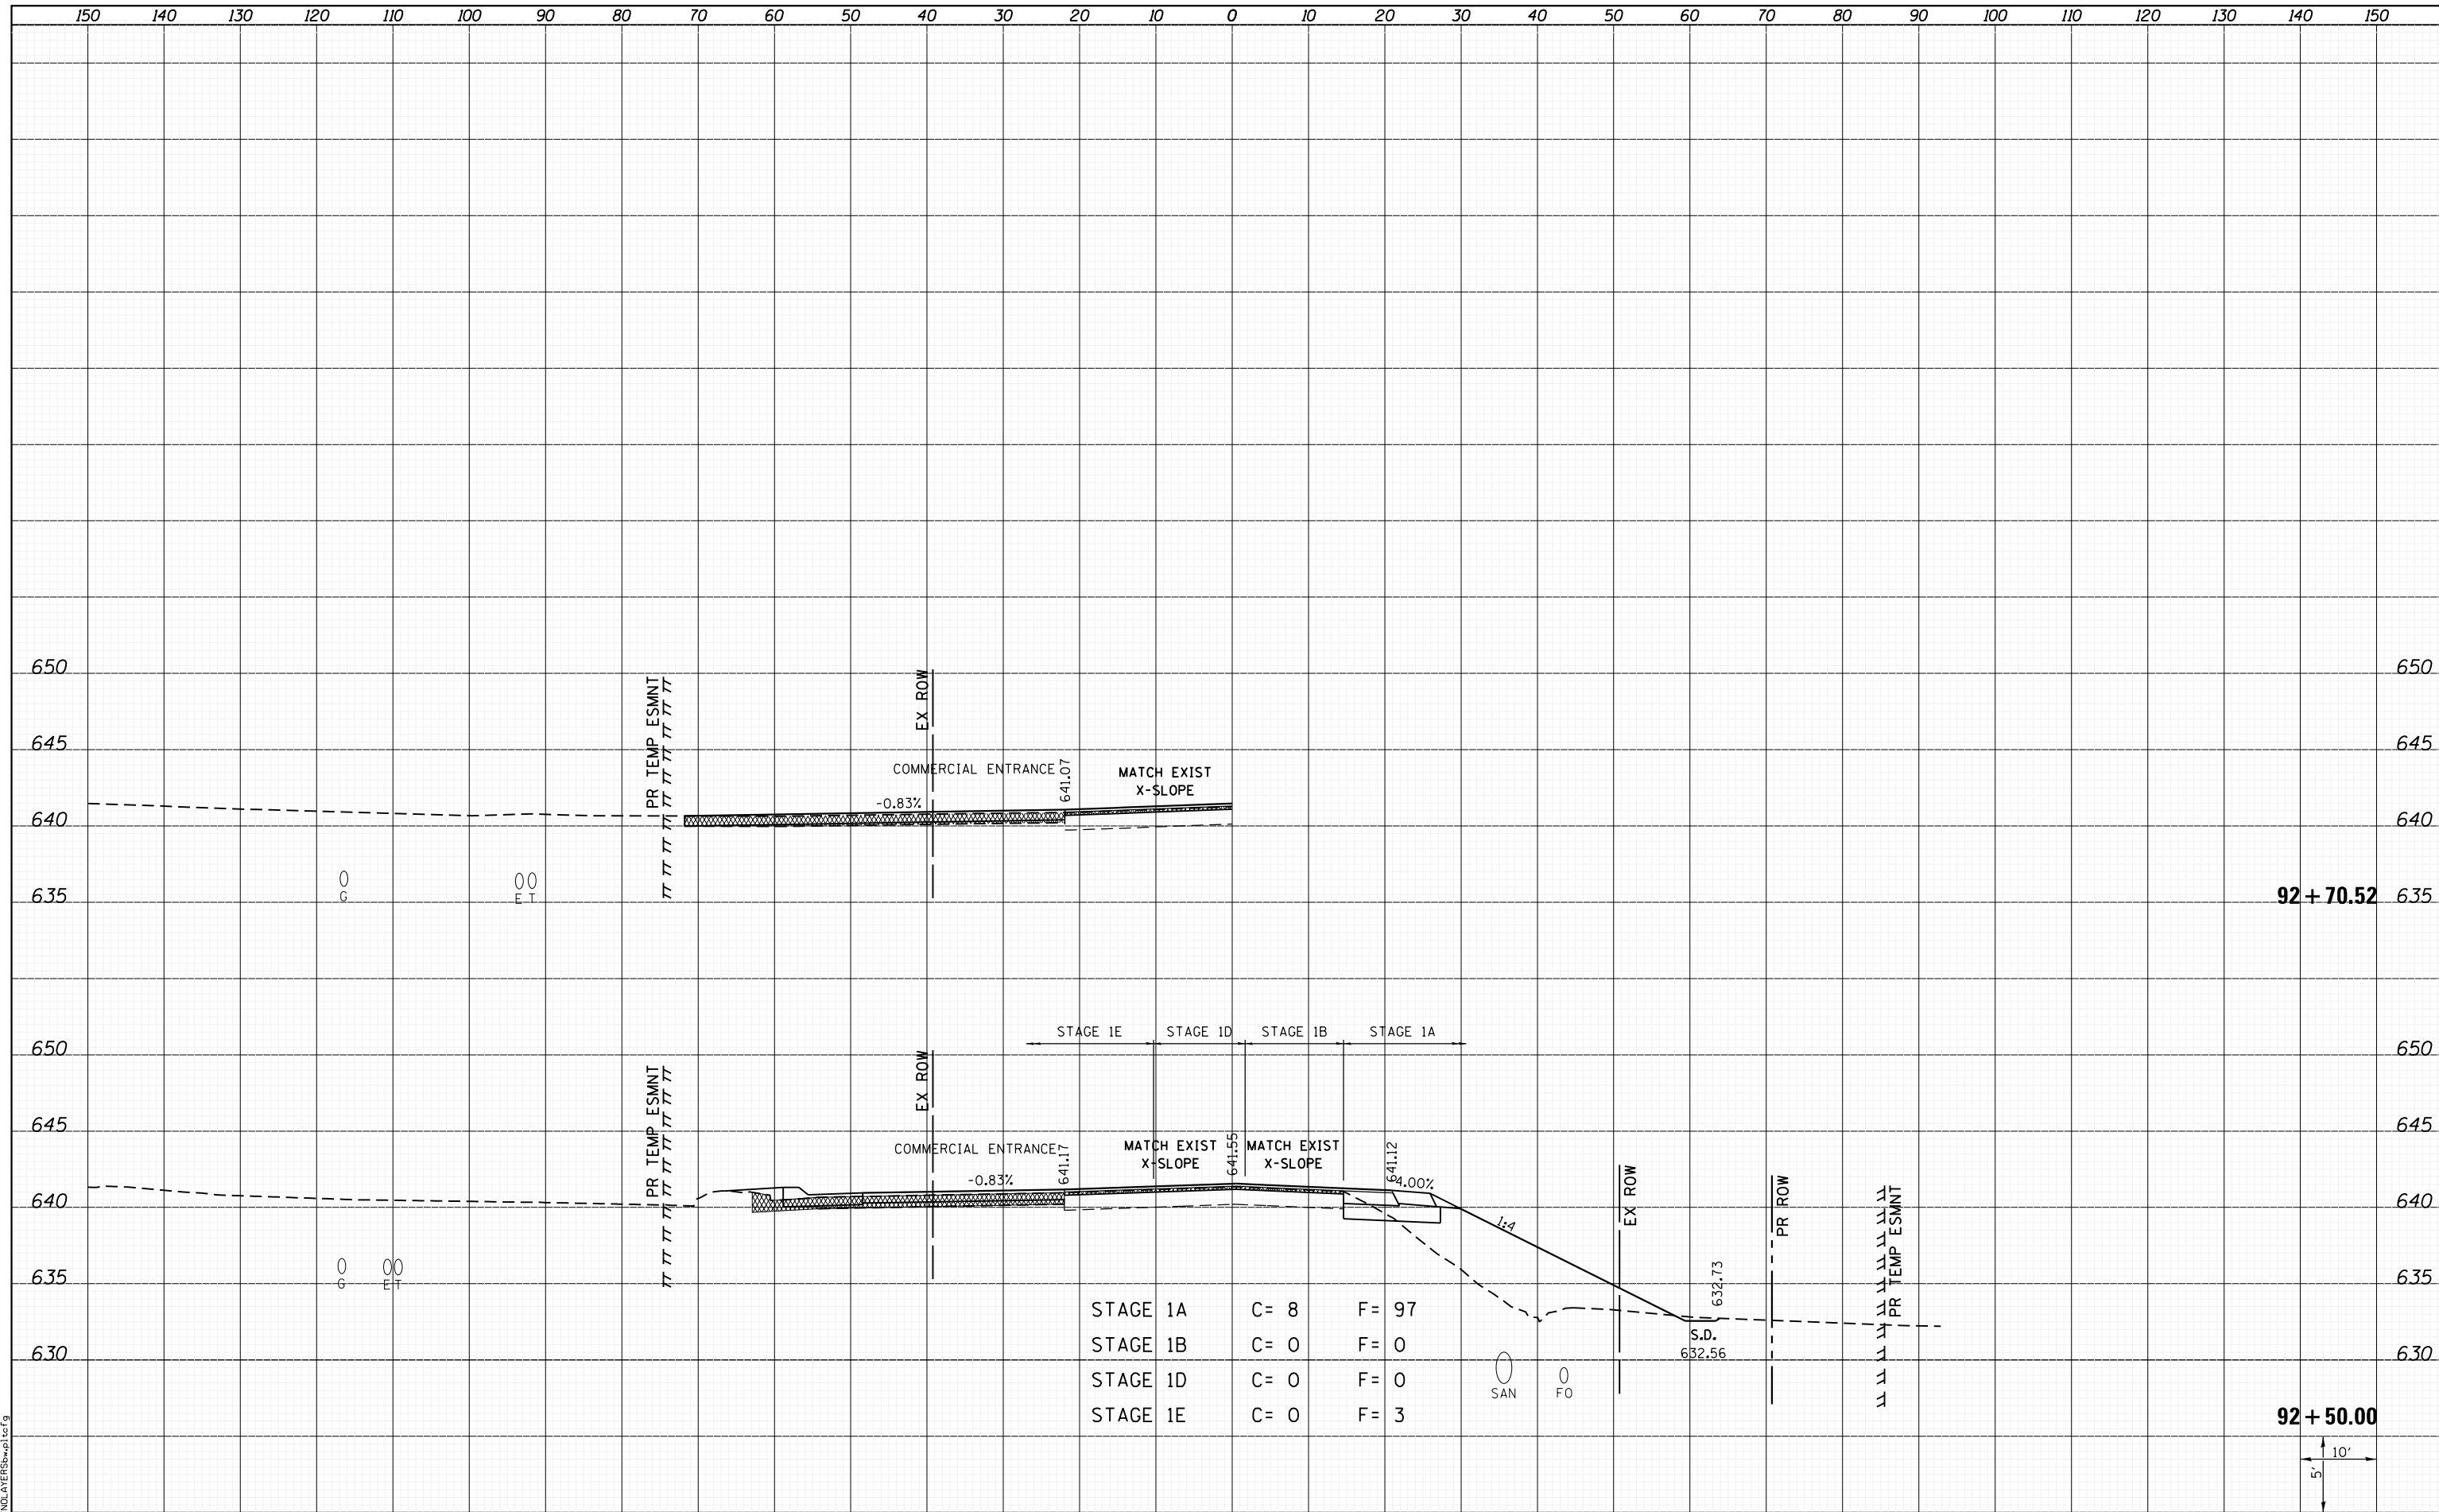 150 140 130 120 110 100 90 80 70 60 50 40 30 20 10 0 10 20 30 40 50 60 70 80 90 100 110 120 130 140 150
650 650
PR TEMP ESMNT
EX ROW
645 645
COMMERCIAL ENTRANCE
641.07
MATCH EXIST
X-SLOPE
-0.83%
640 640
G
E T
635 92+70.52 635
STAGE 1E STAGE 1D STAGE 1B STAGE 1A
650 650
PR TEMP ESMNT
EX ROW
645 645
COMMERCIAL ENTRANCE
641.17
MATCH EXIST
X-SLOPE
641.55
MATCH EXIST
X-SLOPE
641.12
-0.83%
-4.00%
640 640
1:4
EX ROW
PR ROW
PR TEMP ESMNT
G
E T
635 635
632.73
STAGE 1A C= 8 F= 97
S.D.
STAGE 1B C= 0 F= 0
632.56
630 630
STAGE 1D C= 0 F= 0
SAN
FO
STAGE 1E C= 0 F= 3
92+50.00
10'
5'
NOLAYERSbw.pltcfg